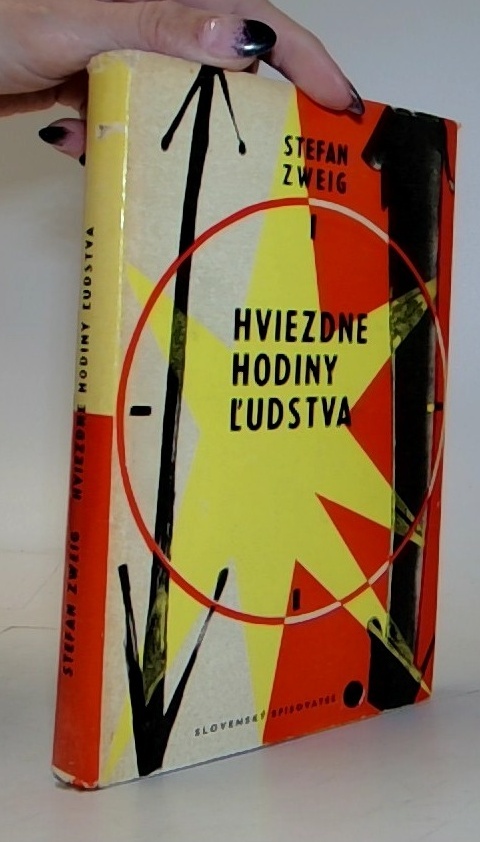 STEFAN
ZWEIG
HVIEZDNE
HODINY
ĽUDSTVA
SLOVENSKÝ SPISOVATEĽ
STEFAN ZWEIG HVIEZDNE HODINY ĽUDSTVA